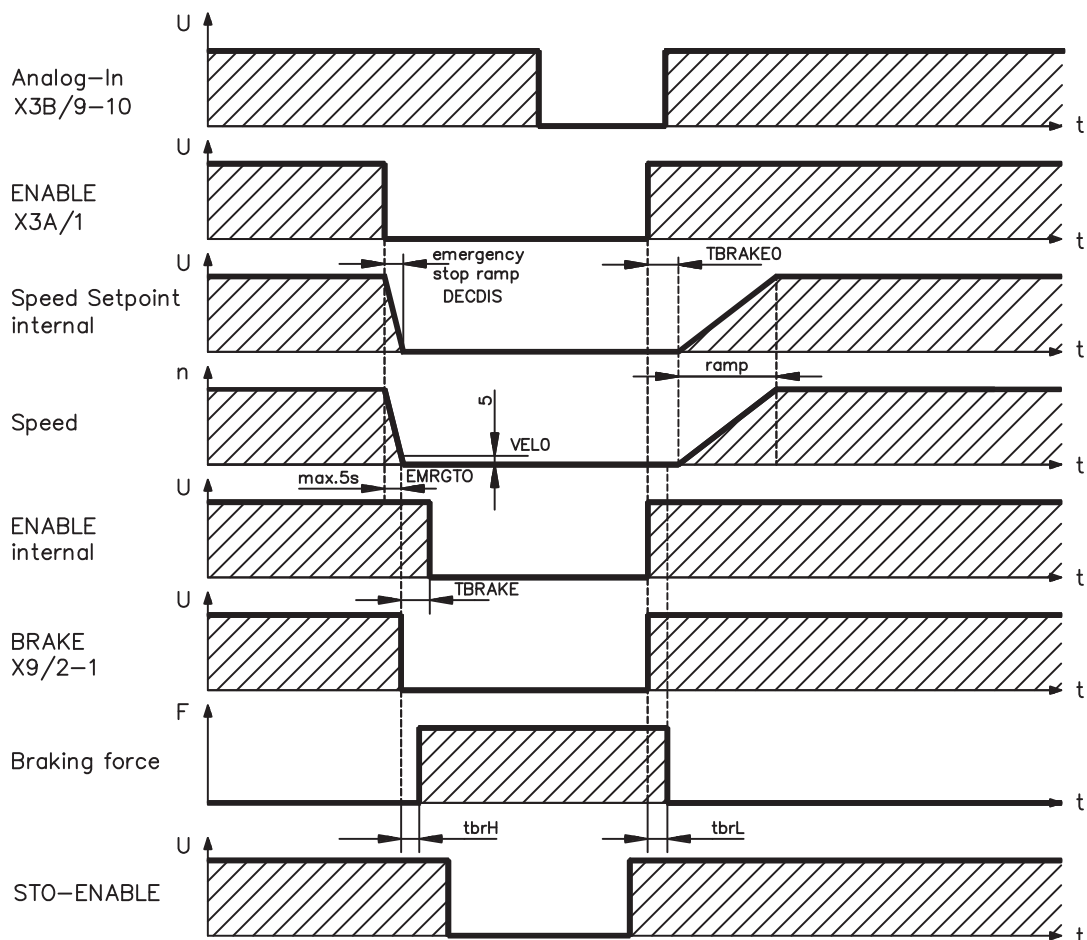 U
Analog-In
X3B/9-10
t
U
ENABLE
X3A/1
t
U
emergency
stop ramp
DECDIS
TBRAKE0
Speed Setpoint
internal
t
n
ramp
Speed
5
VEL0
t
U
max.5s
EMRGTO
ENABLE
internal
t
U
TBRAKE
BRAKE
X9/2-1
t
F
Braking force
t
tbrH
tbrL
U
STO-ENABLE
t